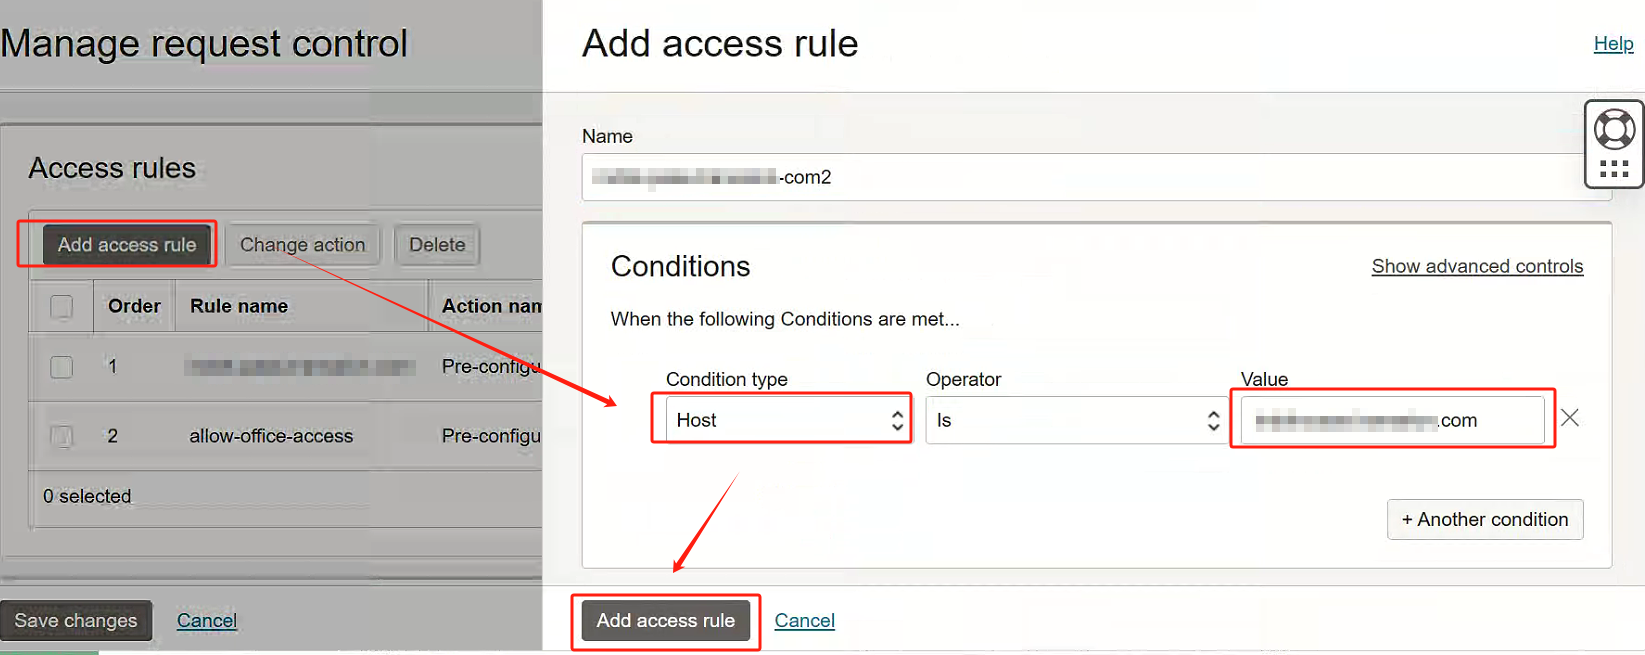 Manage request control
Access rules
Add access rule
Change action
Delete
Order
Rule name
Action nam
1
Pre-configu
2
allow-office-access
Pre-configu
0 selected
Save changes
Cancel
Add access rule
Help
Name
-com2
Conditions
Show advanced controls
When the following Conditions are met...
Condition type
Operator
Value
Host
Is
.com
+ Another condition
Add access rule
Cancel